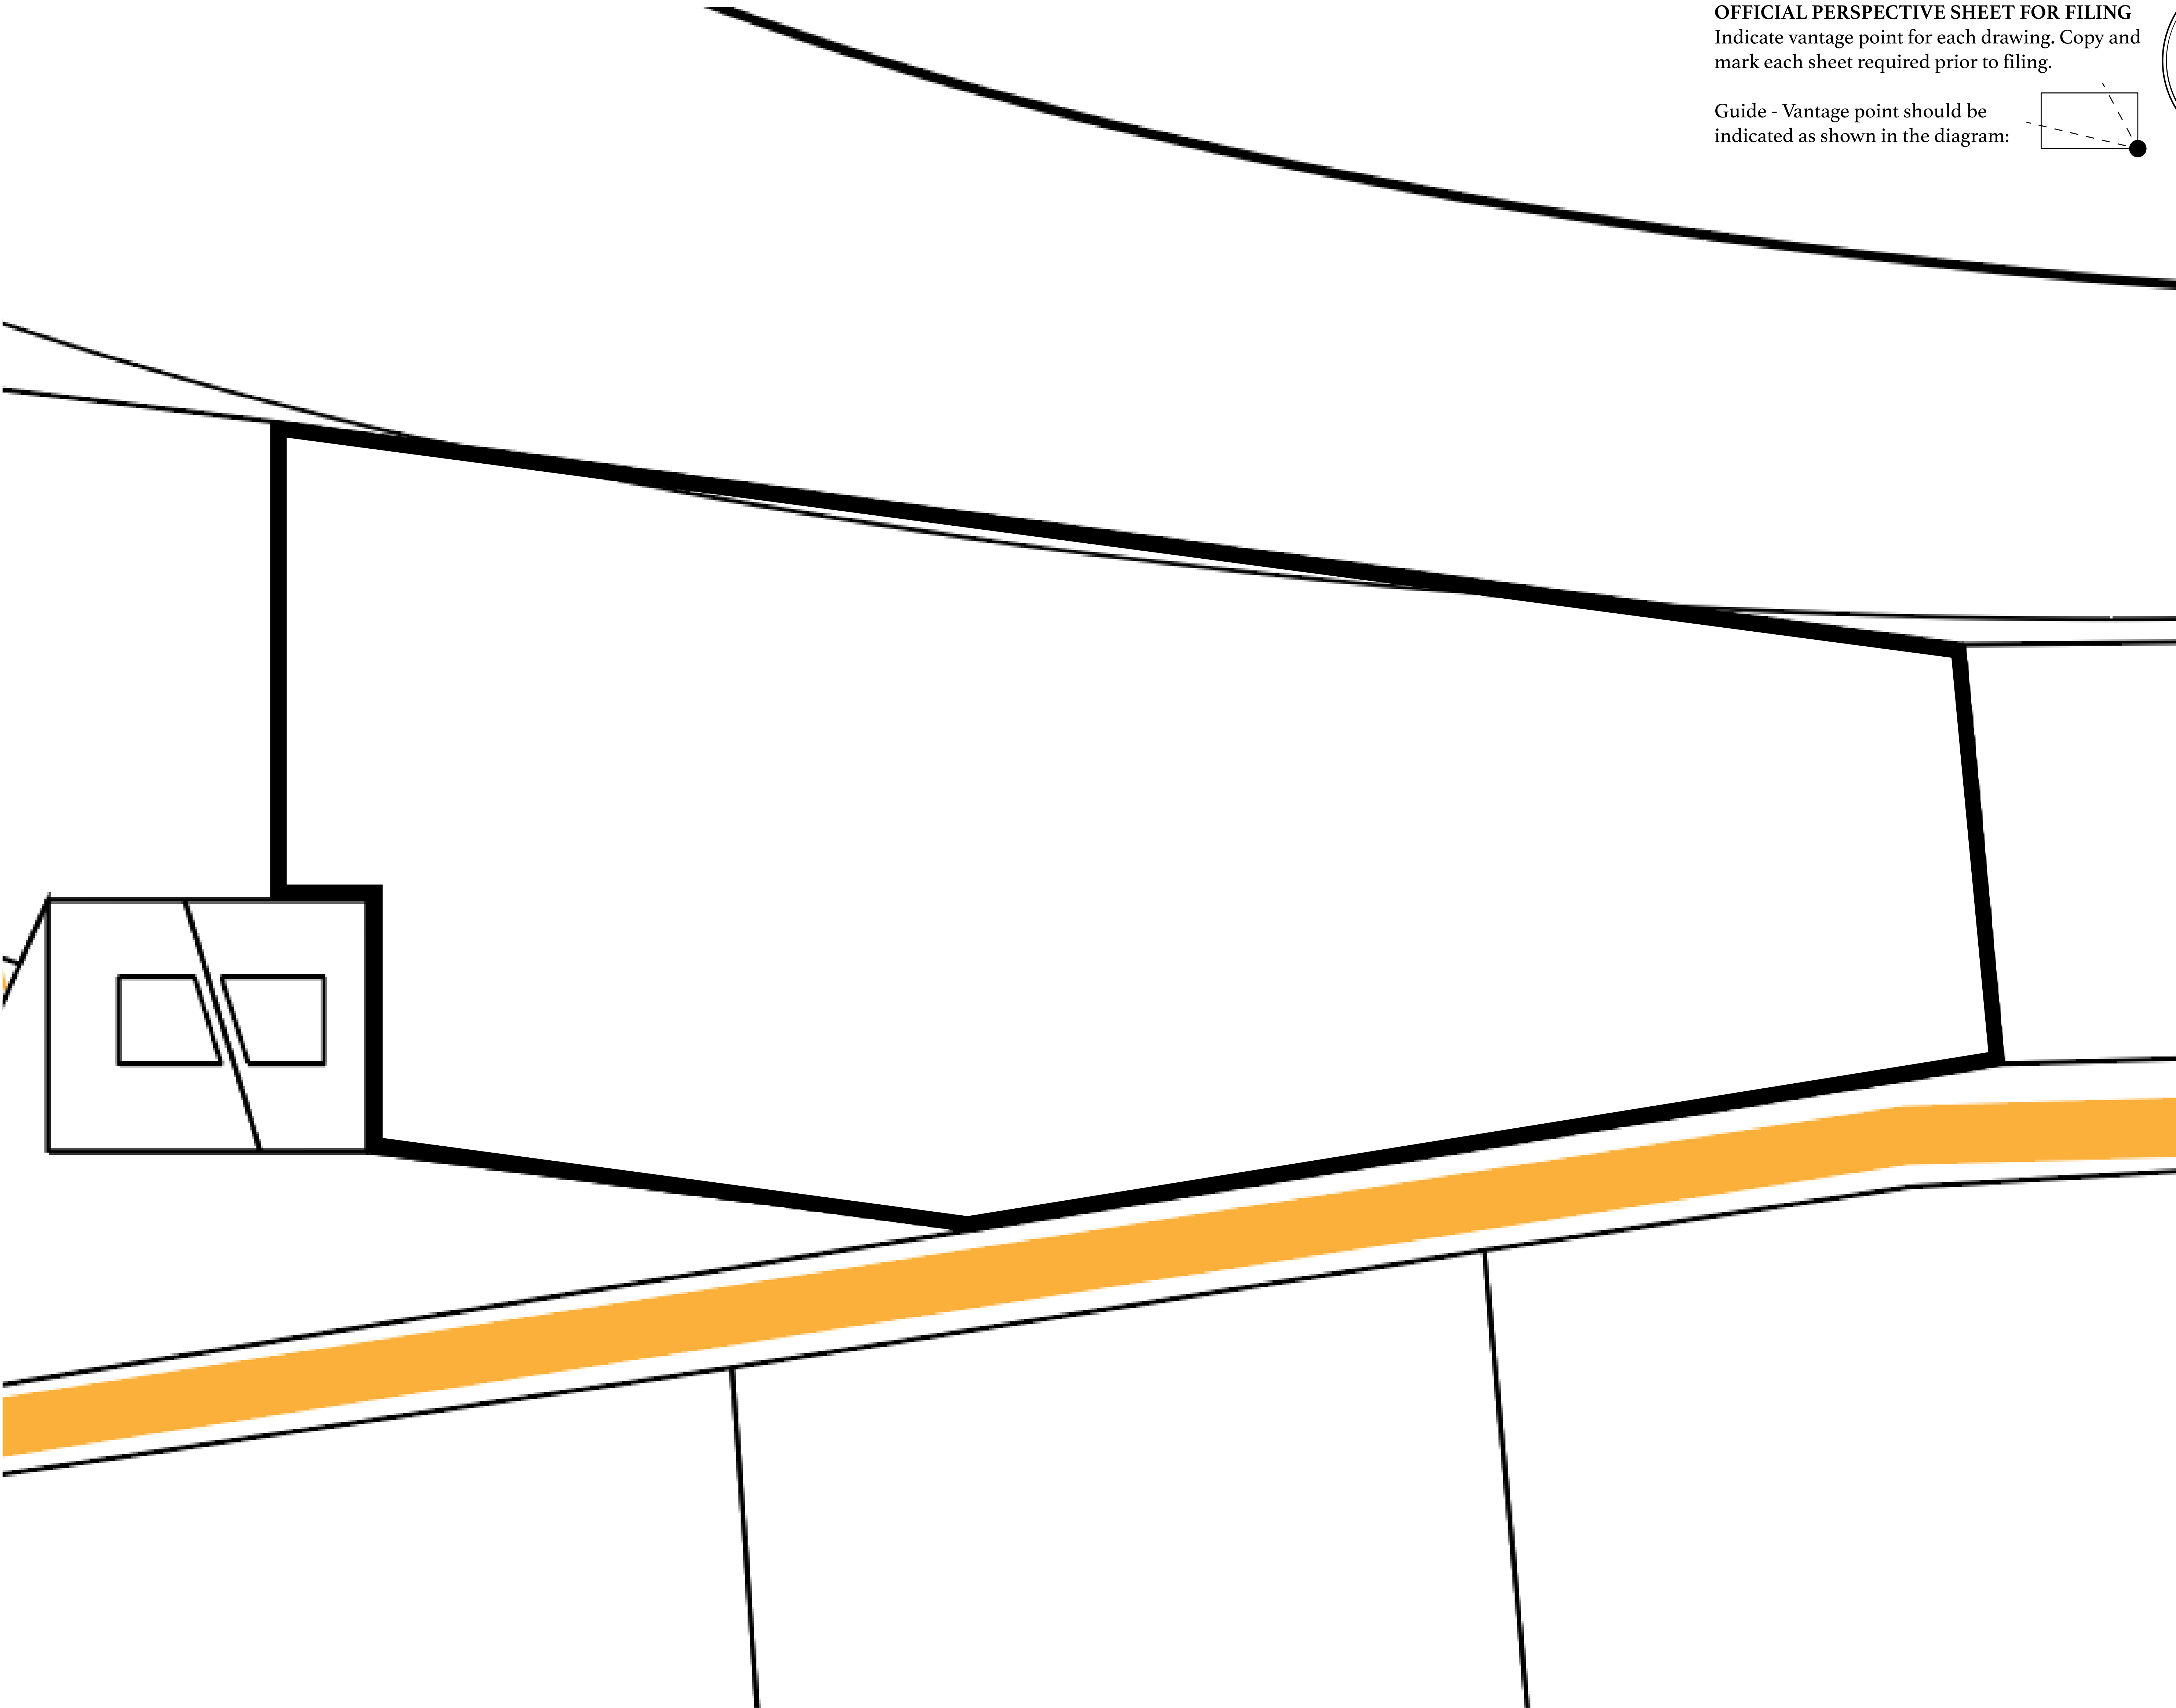 OFFICIAL PERSPECTIVE SHEET FOR FILING
Indicate vantage point for each drawing. Copy and
mark each sheet required prior to filing.
Guide - Vantage point should be
indicated as shown in the diagram: